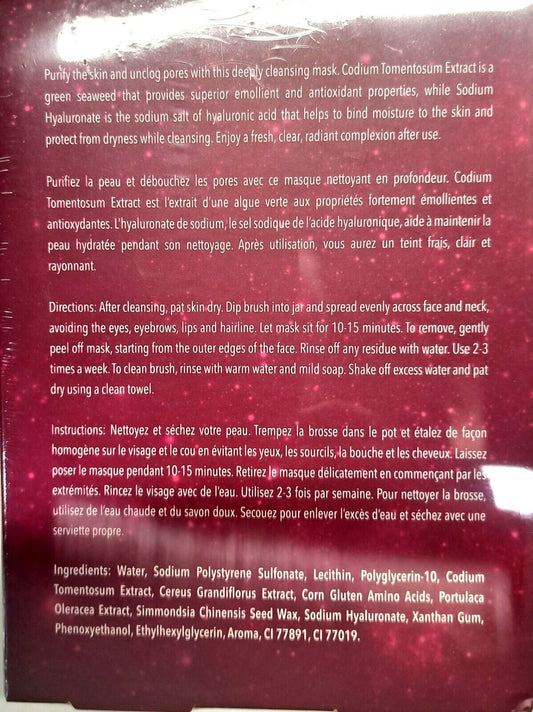 Purify the skin and unclog pores with this deeply cleansing mask. Codium Tomentosum Extract is a
green seaweed that provides superior emollient and antioxidant properties, while Sodium
Hyaluronate is the sodium salt of hyaluronic acid that helps to bind moisture to the skin and
protect from dryness while cleansing. Enjoy a fresh, clear, radiant complexion after use.
Purifiez la peau et débouchez les pores avec ce masque nettoyant en profondeur. Codium
Tomentosum Extract est l'extrait d'une algue verte aux propriétés fortement émollientes et
antioxydantes. L'hyaluronate de sodium, le sel sodique de l'acide hyaluronique, aide à maintenir la
peau hydratée pendant son nettoyage. Après utilisation, vous aurez un teint frais, clair et
rayonnant.
Directions: After cleansing, pat skin dry. Dip brush into jar and spread evenly across face and neck,
avoiding the eyes, eyebrows, lips and hairline. Let mask sit for 10-15 minutes. To remove, gently
peel off mask, starting from the outer edges of the face. Rinse off any residue with water. Use 2-3
times a week. To clean brush, rinse with warm water and mild soap. Shake off excess water and pat
dry using a clean towel.
Instructions: Nettoyez et séchez votre peau. Trempez la brosse dans le pot et étalez de façon
homogène sur le visage et le cou en évitant les yeux, les sourcils, la bouche et les cheveux. Laissez
poser le masque pendant 10-15 minutes. Retirez le masque délicatement en commençant par les
extrémités. Rincez le visage avec de l'eau. Utilisez 2-3 fois par semaine. Pour nettoyer la brosse,
utilisez de l'eau chaude et du savon doux. Secouez pour enlever l'excès d'eau et séchez avec une
serviette propre.
Ingredients: Water, Sodium Polystyrene Sulfonate, Lecithin, Polyglycerin-10, Codium
Tomentosum Extract, Cereus Grandiflorus Extract, Corn Gluten Amino Acids, Portulaca
Oleracea Extract, Simmondsia Chinensis Seed Wax, Sodium Hyaluronate, Xanthan Gum,
Phenoxyethanol, Ethylhexylglycerin, Aroma, CI 77891, CI 77019.